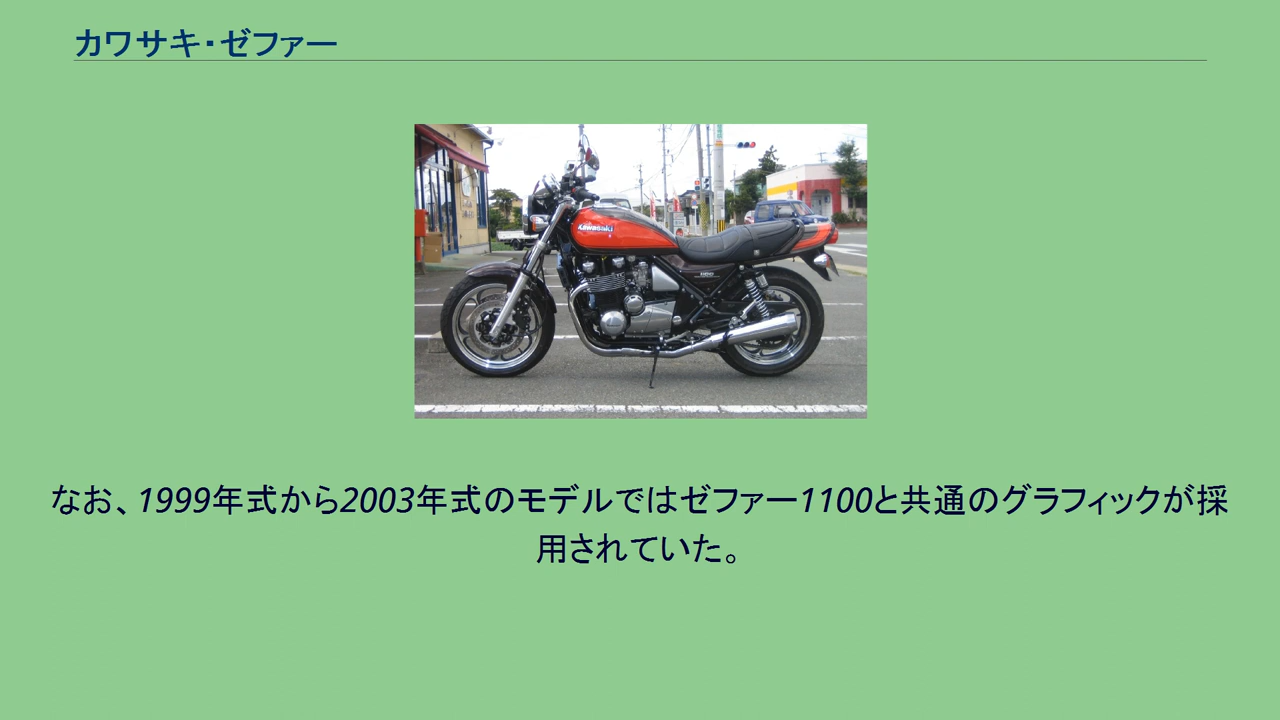 カワサキ・ゼファー
Kawasaki
なお、1999年式から2003年式のモデルではゼファー1100と共通のグラフィックが採
用されていた。